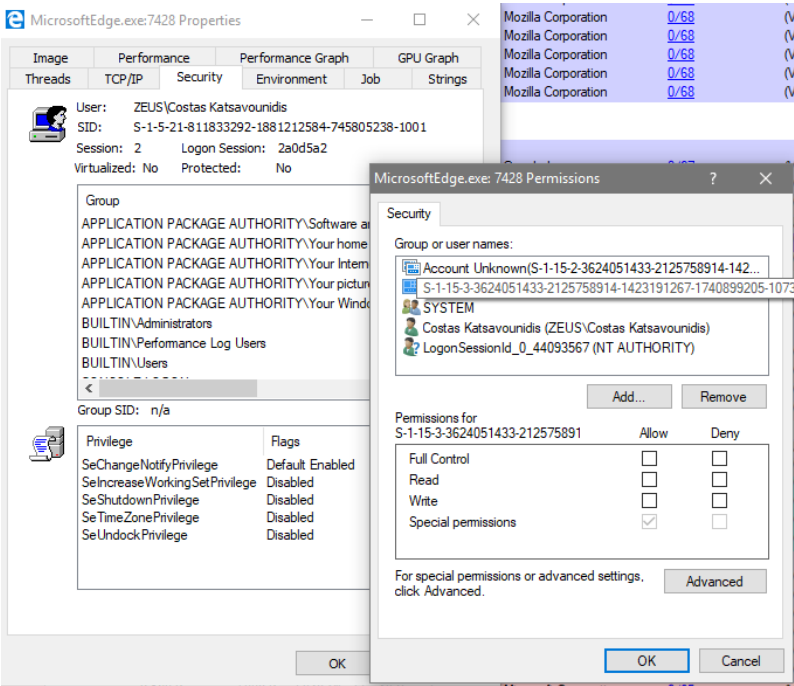 MicrosoftEdge.exe:7428 Properties
Image Performance Performance Graph GPU Graph
Threads TCP/IP Security Environment Job Strings
User: ZEUS\Costas Katsavounidis
SID: S-1-5-21-811833292-1881212584-745805238-1001
Session: 2 Logon Session: 2a0d5a2
Virtualized: No Protected: No
Group
APPLICATION PACKAGE AUTHORITY\Software a
APPLICATION PACKAGE AUTHORITY\Your home
APPLICATION PACKAGE AUTHORITY\Your Intern
APPLICATION PACKAGE AUTHORITY\Your pictur
APPLICATION PACKAGE AUTHORITY\Your Windo
BUILTIN\Administrators
BUILTIN\Performance Log Users
BUILTIN\Users
Group SID: n/a
Privilege Flags
SeChangeNotifyPrivilege Default Enabled
SeIncreaseWorkingSetPrivilege Disabled
SeShutdownPrivilege Disabled
SeTimeZonePrivilege Disabled
SeUndockPrivilege Disabled
OK
Mozilla Corporation 0/68
Mozilla Corporation 0/68
Mozilla Corporation 0/68
Mozilla Corporation 0/68
Mozilla Corporation 0/68
MicrosoftEdge.exe: 7428 Permissions
Security
Group or user names:
Account Unknown(S-1-15-2-3624051433-2125758914-142...
S-1-15-3-3624051433-2125758914-1423191267-1740899205-1073
SYSTEM
Costas Katsavounidis (ZEUS\Costas Katsavounidis)
LogonSessionId_0_44093567 (NT AUTHORITY)
Add... Remove
Permissions for
S-1-15-3-3624051433-212575891 Allow Deny
Full Control
Read
Write
Special permissions
For special permissions or advanced settings,
click Advanced.
Advanced
OK Cancel